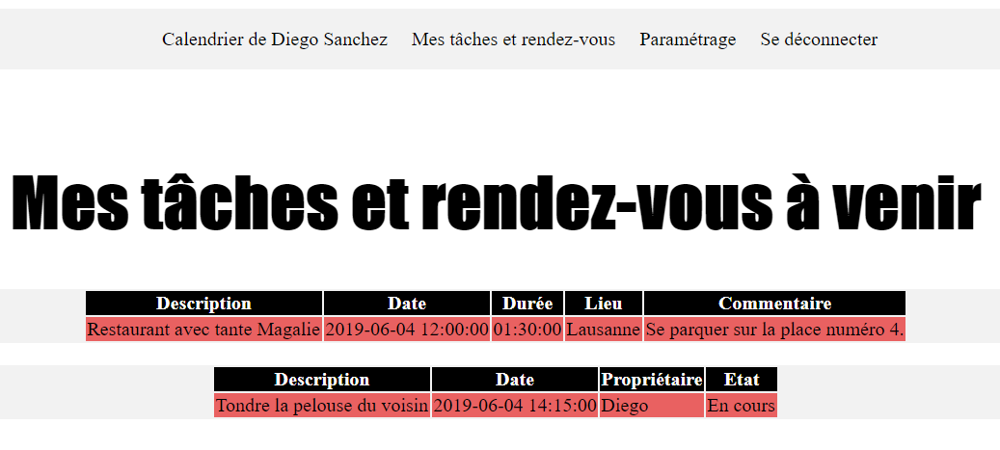 Calendrier de Diego Sanchez Mes tâches et rendez-vous Paramétrage Se déconnecter
Mes tâches et rendez-vous à venir
Description Date Durée Lieu Commentaire
Restaurant avec tante Magalie 2019-06-04 12:00:00 01:30:00 Lausanne Se parquer sur la place numéro 4.
Description Date Propriétaire Etat
Tondre la pelouse du voisin 2019-06-04 14:15:00 Diego En cours